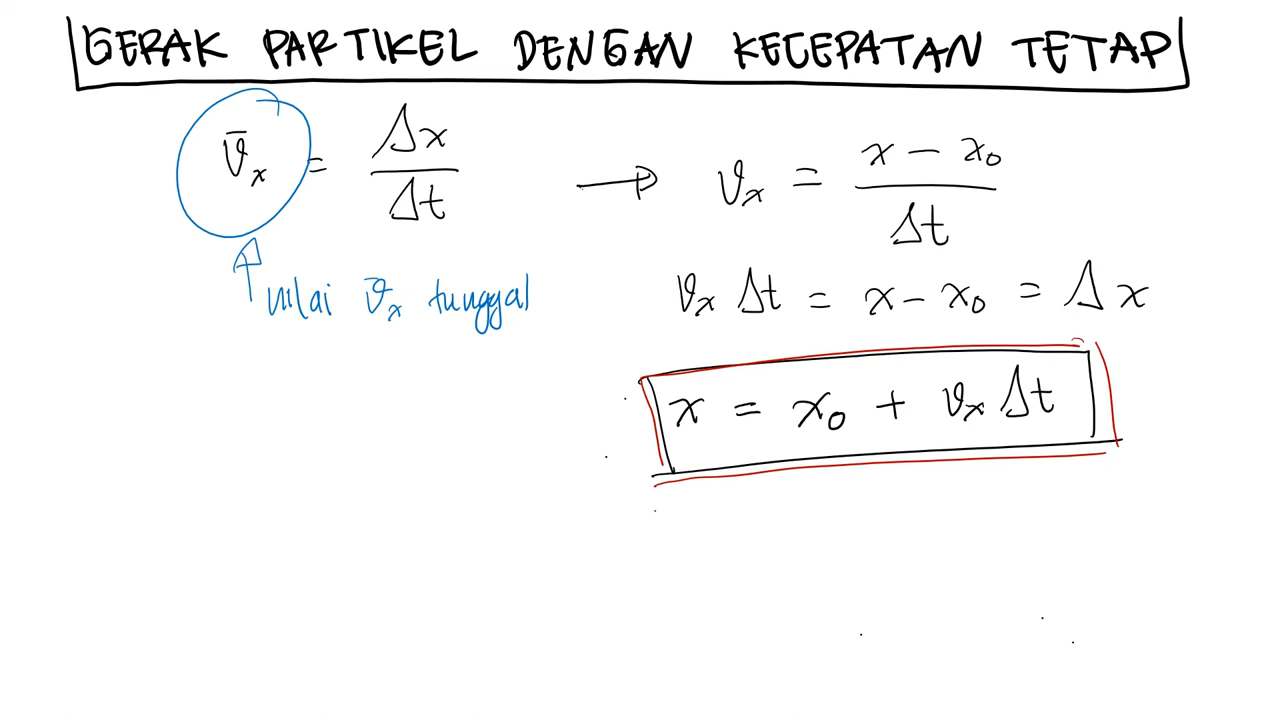 GERAK PARTIKEL DENGAN KECEPATAN TETAP
v̄ₓ = Δx / Δt → vₓ = (x − x₀) / Δt
nilai v̄ₓ tunggal
vₓ Δt = x − x₀ = Δx
x = x₀ + vₓ Δt